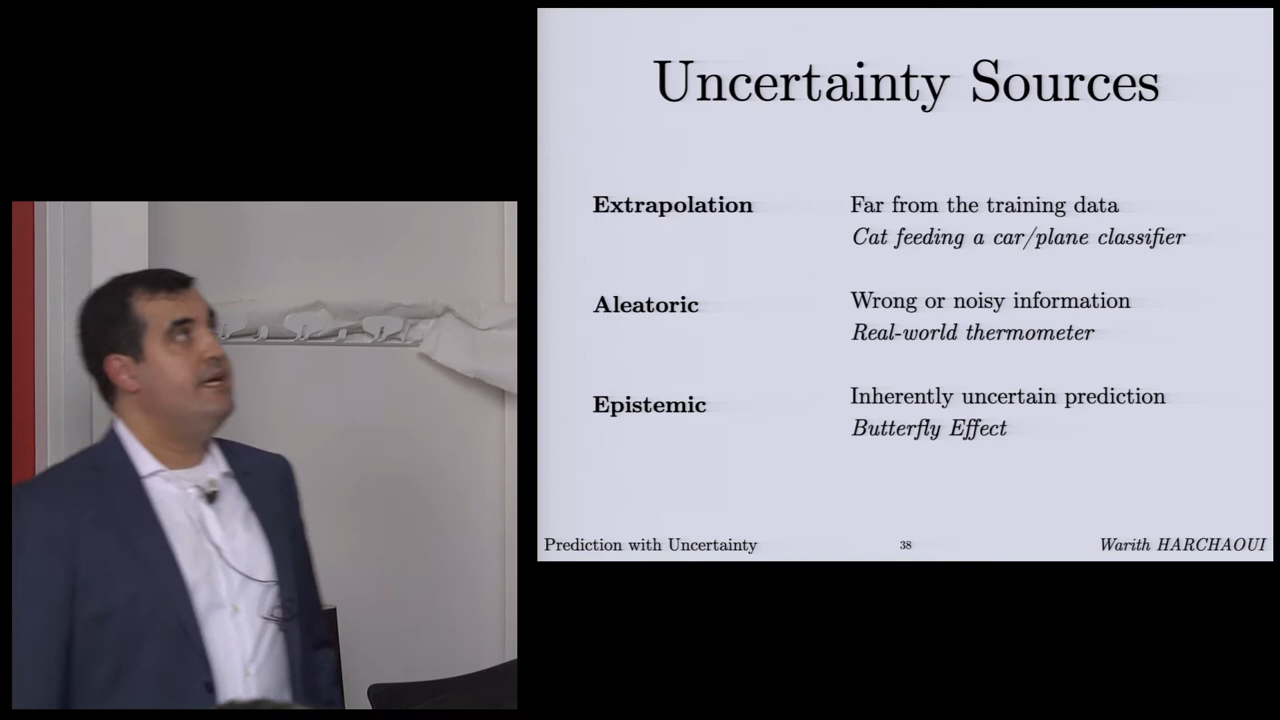 Uncertainty Sources
Extrapolation
Far from the training data
Cat feeding a car/plane classifier
Aleatoric
Wrong or noisy information
Real-world thermometer
Epistemic
Inherently uncertain prediction
Butterfly Effect
Prediction with Uncertainty
38
Warith HARCHAOUI